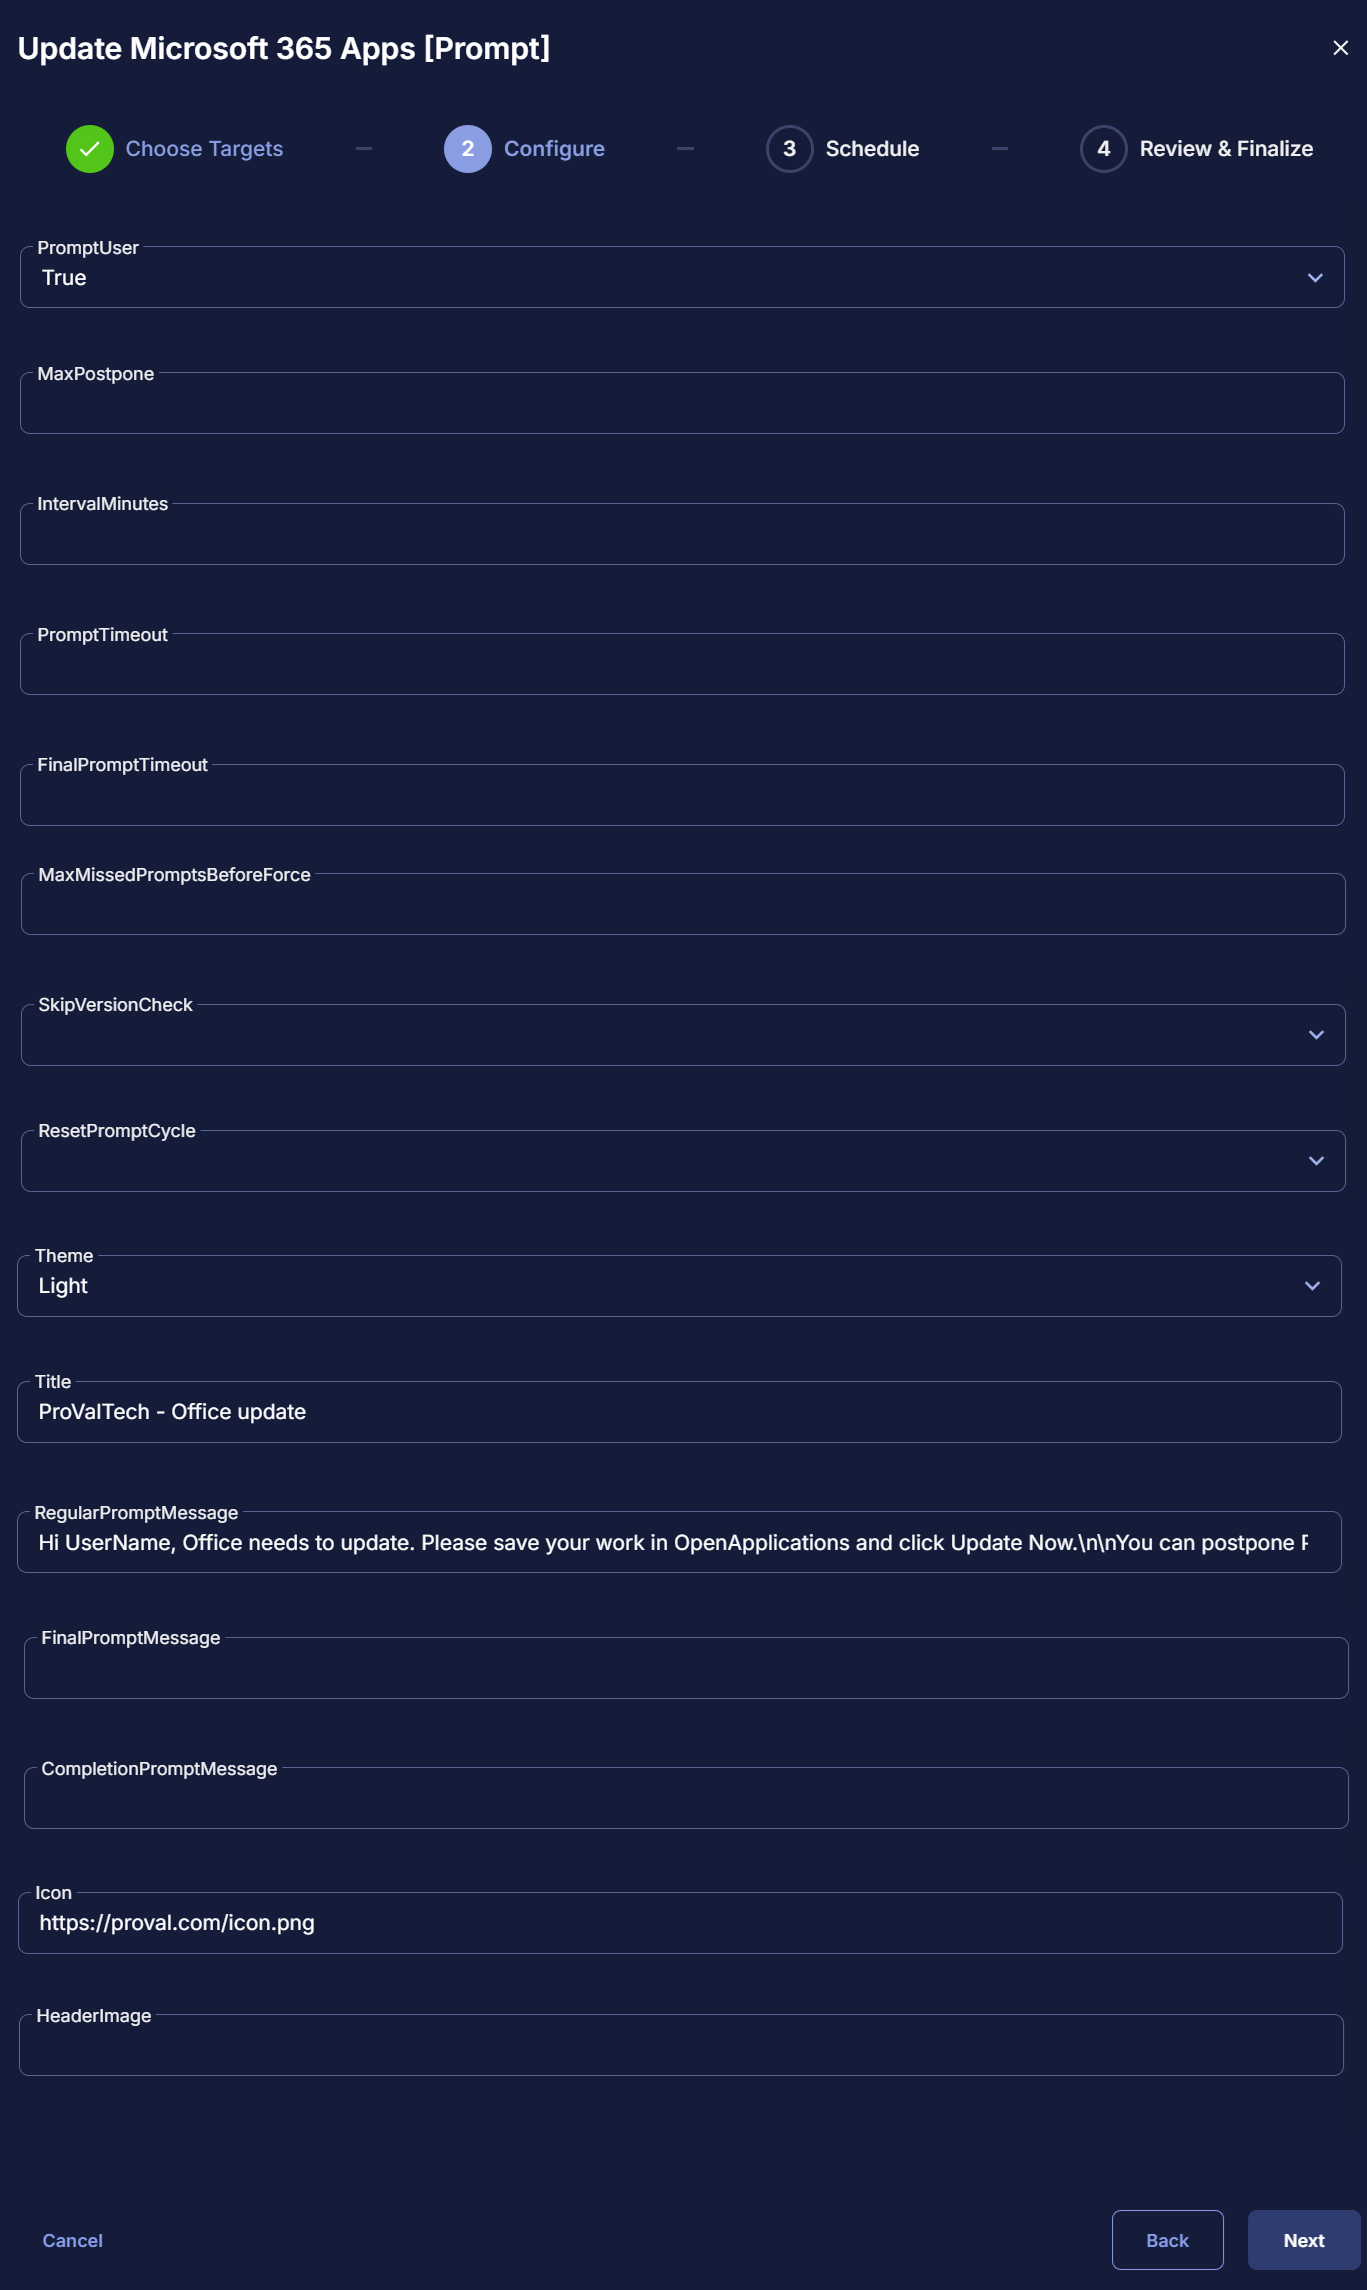 Update Microsoft 365 Apps [Prompt]
Choose Targets
2 Configure
3 Schedule
4 Review & Finalize
PromptUser
True
MaxPostpone
IntervalMinutes
PromptTimeout
FinalPromptTimeout
MaxMissedPromptsBeforeForce
SkipVersionCheck
ResetPromptCycle
Theme
Light
Title
ProValTech - Office update
RegularPromptMessage
Hi UserName, Office needs to update. Please save your work in OpenApplications and click Update Now.\n\nYou can postpone
FinalPromptMessage
CompletionPromptMessage
Icon
https://proval.com/icon.png
HeaderImage
Cancel
Back
Next